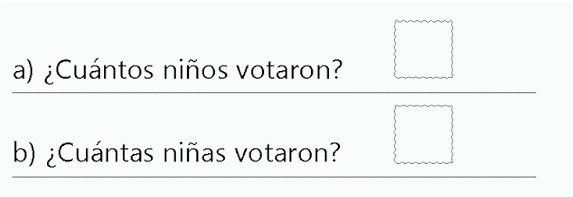 a) ¿Cuántos niños votaron?
b) ¿Cuántas niñas votaron?